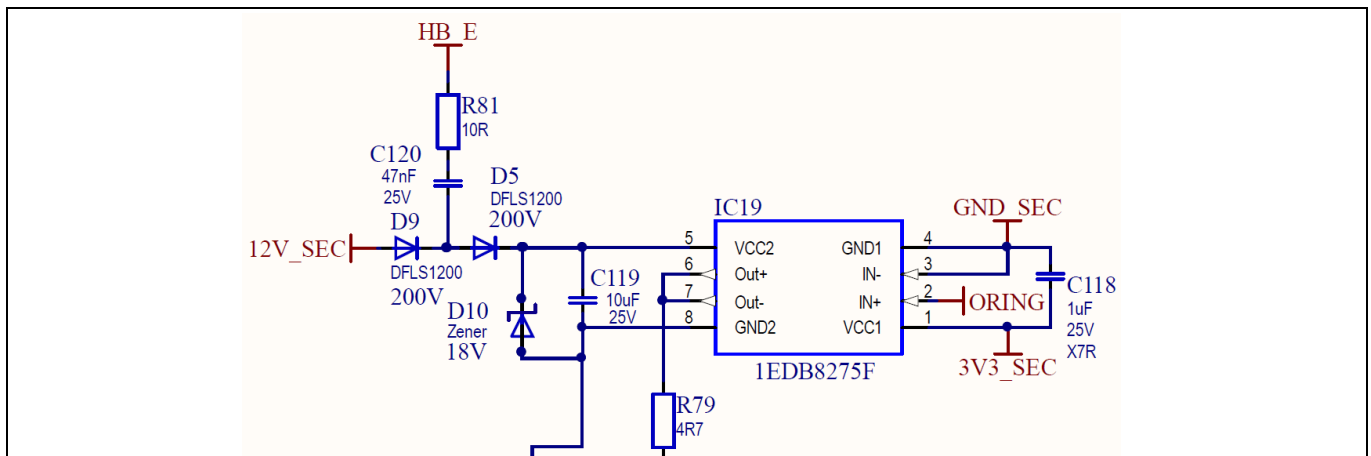 HB_E
R81
10R
C120
47nF
25V
D5
DFLS1200
200V
D9
12V_SEC
DFLS1200
200V
D10
Zener
18V
C119
10uF
25V
IC19
5
VCC2
GND1
4
6
Out+
IN-
3
7
Out-
IN+
2
8
GND2
VCC1
1
1EDB8275F
GND_SEC
ORING
C118
1uF
25V
X7R
3V3_SEC
R79
4R7